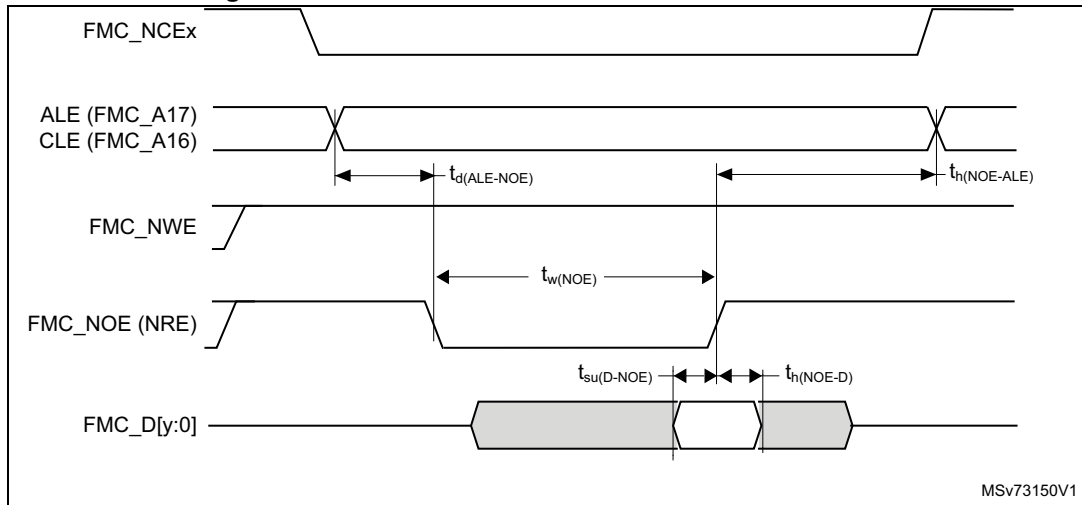 FMC_NCEx
ALE (FMC_A17)
CLE (FMC_A16)
td(ALE-NOE)
th(NOE-ALE)
FMC_NWE
tw(NOE)
FMC_NOE (NRE)
tsu(D-NOE)
th(NOE-D)
FMC_D[y:0]
MSv73150V1